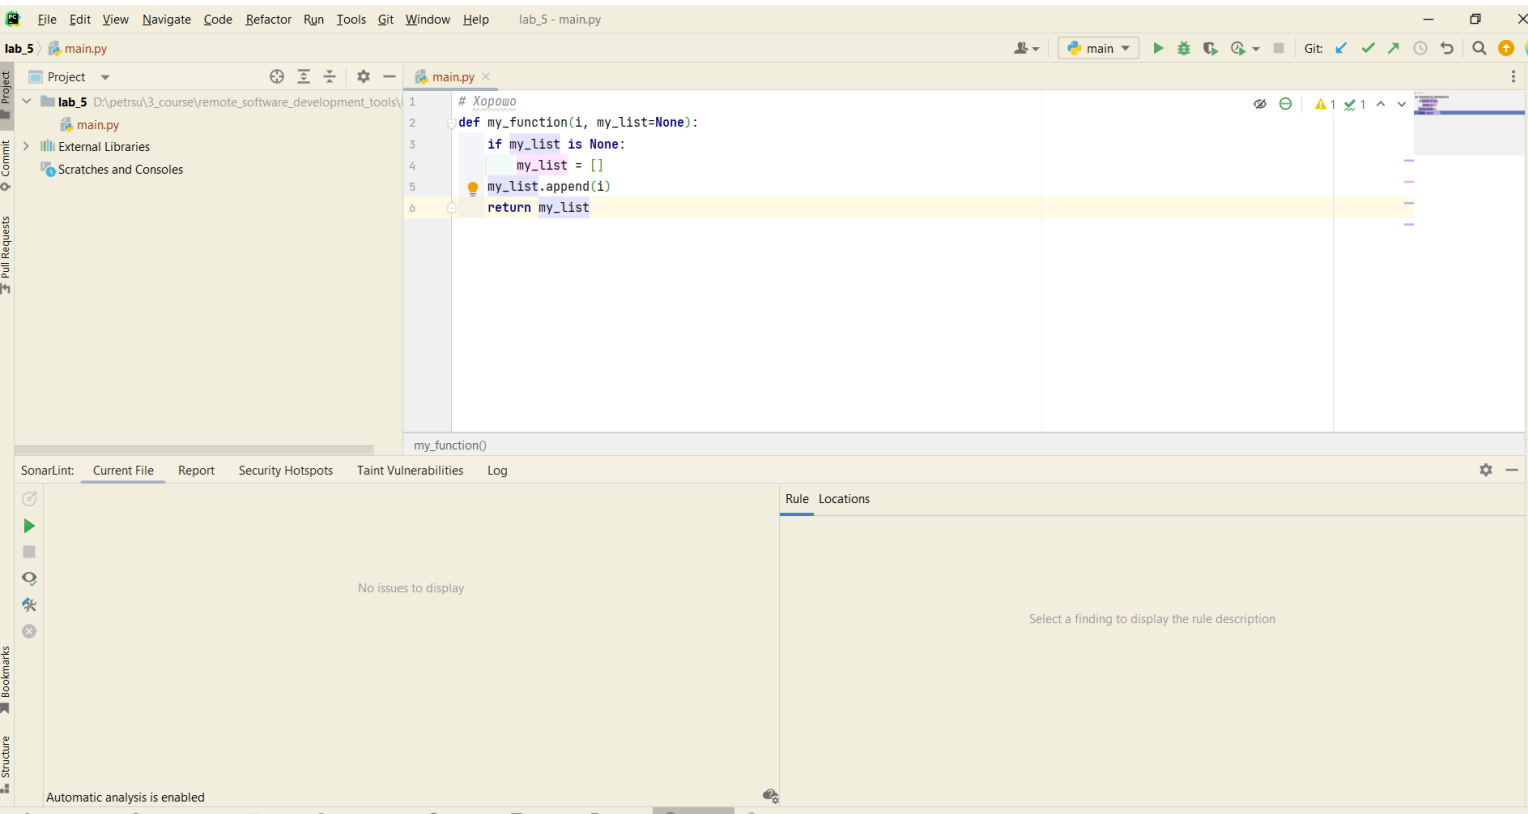 File Edit View Navigate Code Refactor Run Tools Git Window Help lab_5 - main.py
lab_5 main.py
main
Git:
Project
main.py
lab_5 D:\petrsu\3_course\remote_software_development_tools\
main.py
External Libraries
Scratches and Consoles
Project
Commit
Pull Requests
Bookmarks
Structure
1 # Хорошо
2 def my_function(i, my_list=None):
3 if my_list is None:
4 my_list = []
5 my_list.append(i)
6 return my_list
1 1
my_function()
SonarLint: Current File Report Security Hotspots Taint Vulnerabilities Log
Rule Locations
No issues to display
Select a finding to display the rule description
Automatic analysis is enabled